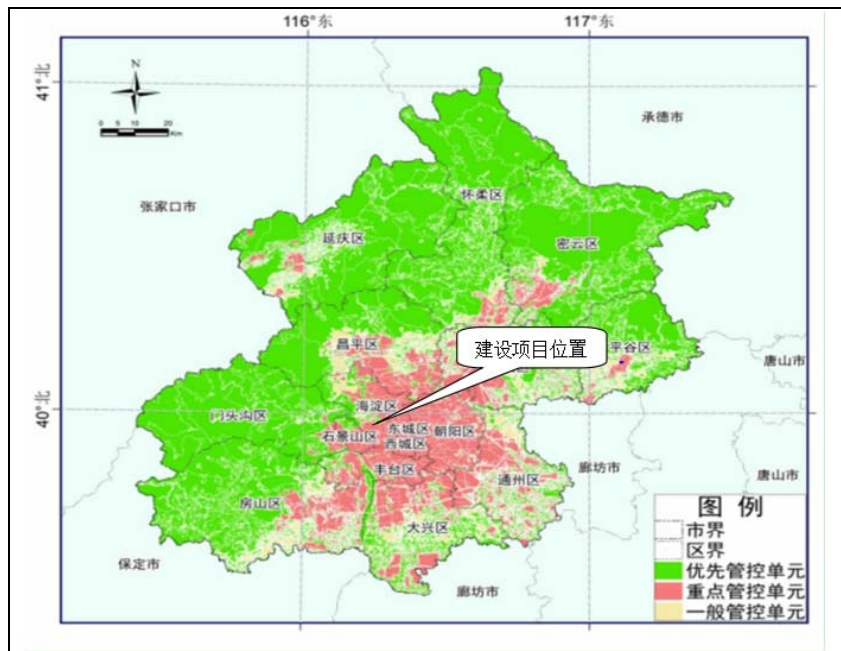 116°东
117°东
41°北
N
0 5 10 20
Km
承德市
怀柔区
张家口市
延庆区
密云区
昌平区
建设项目位置
平谷区
唐山市
40°北
海淀区
门头沟区
石景山区
东城区
朝阳区
西城区
丰台区
通州区
廊坊市
唐山市
房山区
大兴区
保定市
廊坊市
图 例
市界
区界
优先管控单元
重点管控单元
一般管控单元